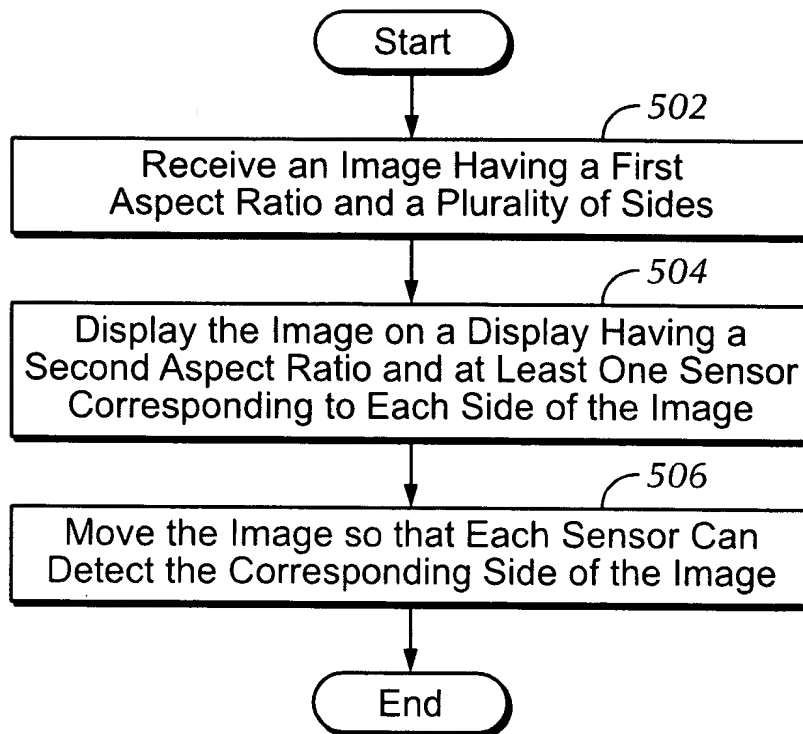 Start
502
Receive an Image Having a First
Aspect Ratio and a Plurality of Sides
504
Display the Image on a Display Having a
Second Aspect Ratio and at Least One Sensor
Corresponding to Each Side of the Image
506
Move the Image so that Each Sensor Can
Detect the Corresponding Side of the Image
End